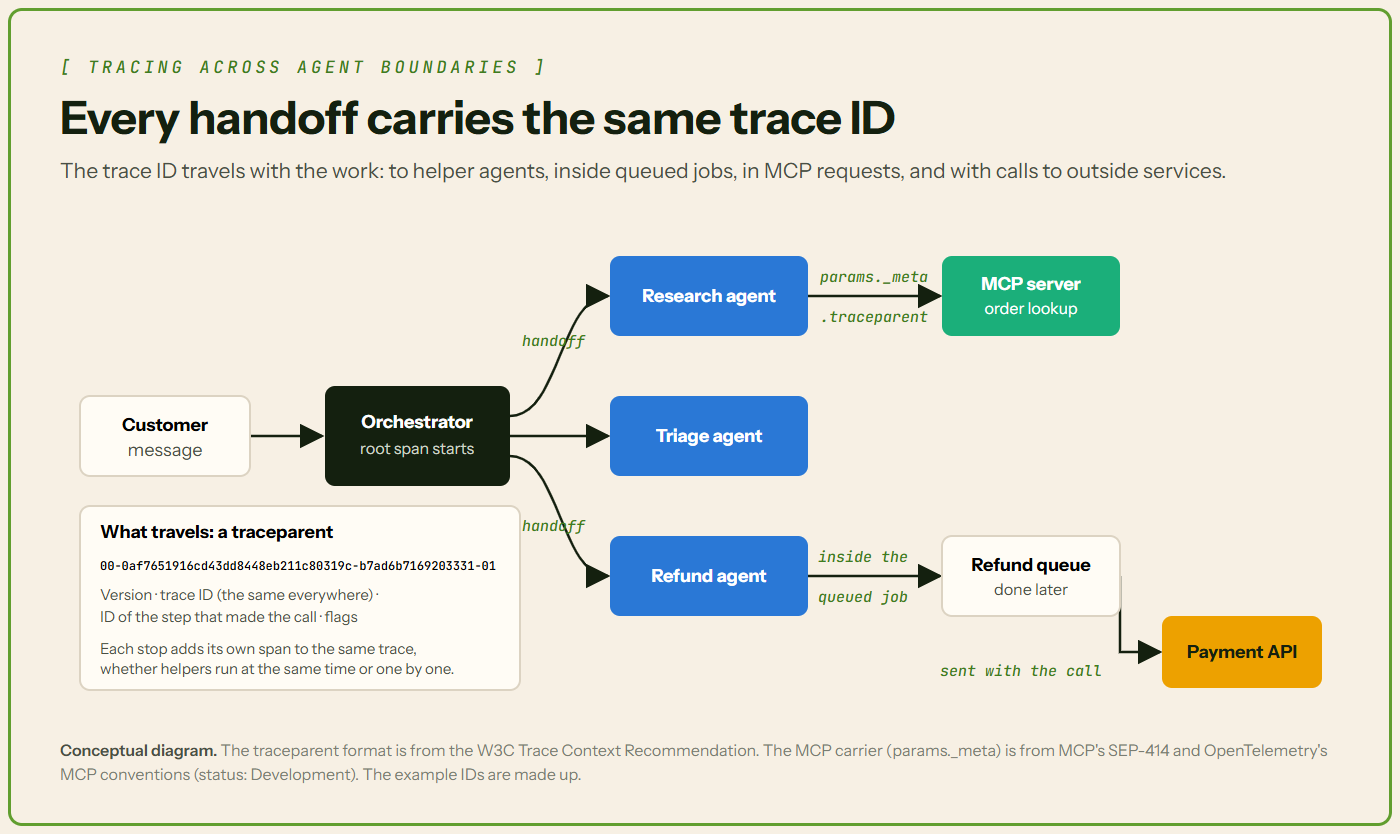 [ TRACING ACROSS AGENT BOUNDARIES ]
Every handoff carries the same trace ID
The trace ID travels with the work: to helper agents, inside queued jobs, in MCP requests, and with calls to outside services.
Research agent
params._meta
.traceparent
MCP server
order lookup
handoff
Customer
message
Orchestrator
root span starts
Triage agent
handoff
Refund agent
inside the
queued job
Refund queue
done later
sent with the call
Payment API
What travels: a traceparent
00-0af7651916cd43dd8448eb211c80319c-b7ad6b7169203331-01
Version · trace ID (the same everywhere) ·
ID of the step that made the call · flags
Each stop adds its own span to the same trace,
whether helpers run at the same time or one by one.
Conceptual diagram. The traceparent format is from the W3C Trace Context Recommendation. The MCP carrier (params._meta) is from MCP's SEP-414 and OpenTelemetry's
MCP conventions (status: Development). The example IDs are made up.